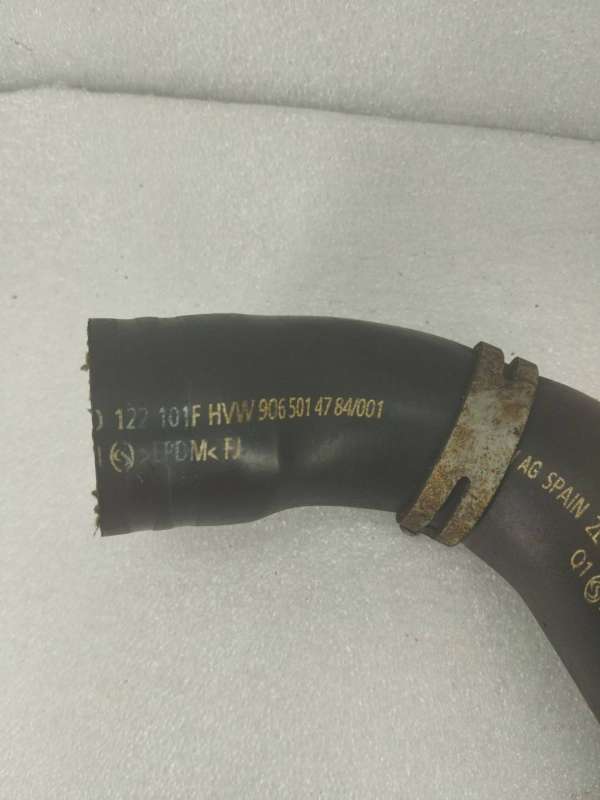 122 101F HVW 906 501 47 84/001
>EPDM< FJ
AG SPAIN
Q1